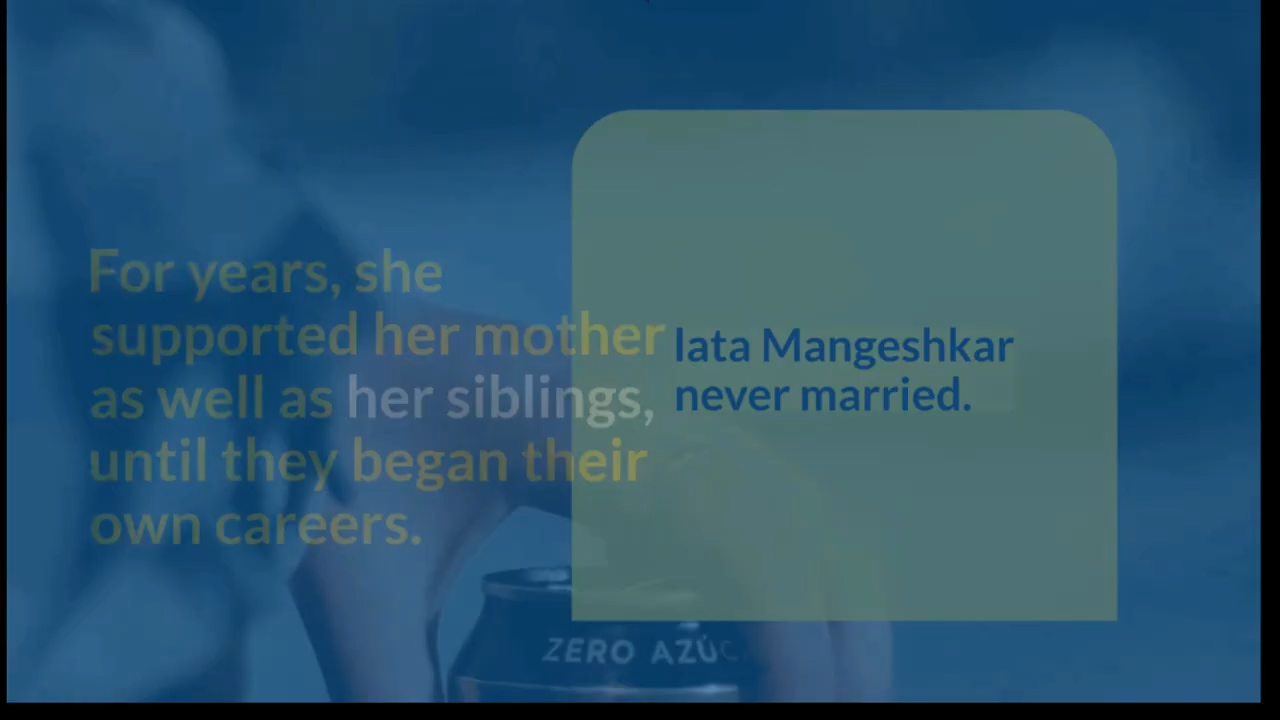 For years, she
supported her mother
as well as her siblings,
until they began their
own careers.
lata Mangeshkar
never married.
ZERO AZÚC